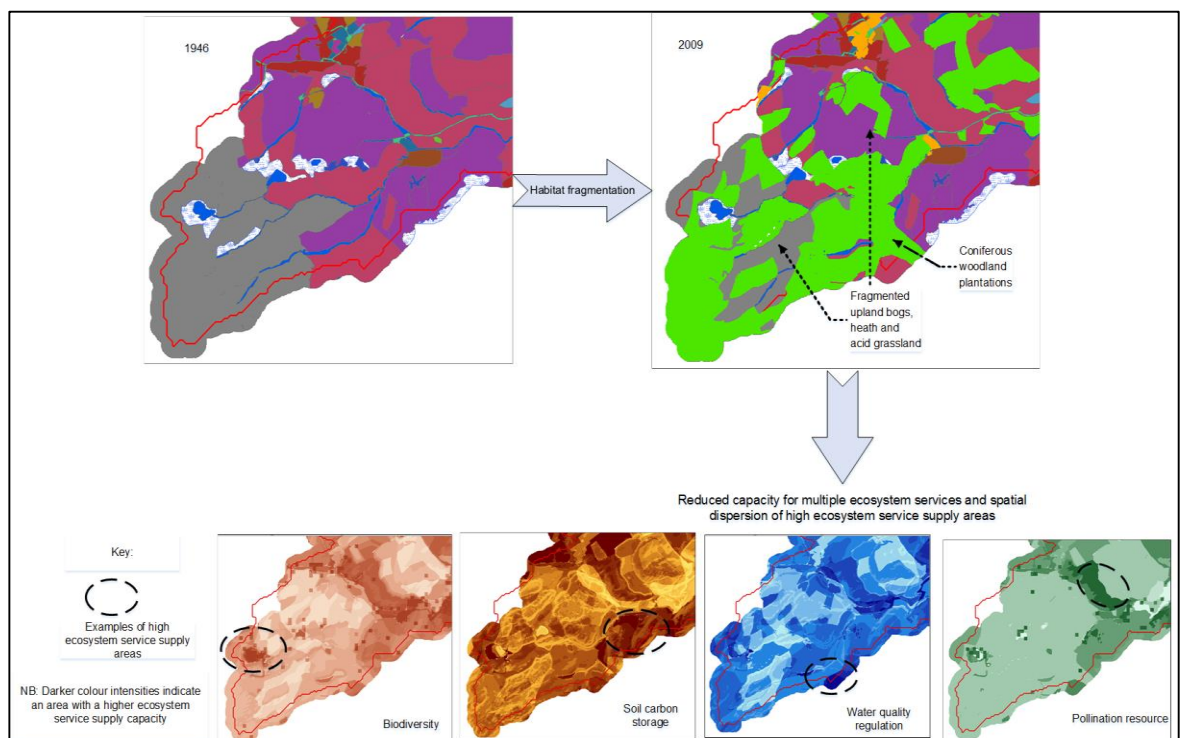 1946
2009
Habitat fragmentation
Coniferous
woodland
plantations
Fragmented
upland bogs,
heath and
acid grassland
Reduced capacity for multiple ecosystem services and spatial
dispersion of high ecosystem service supply areas
Key:
Examples of high
ecosystem service supply
areas
NB: Darker colour intensities indicate
an area with a higher ecosystem
service supply capacity
Biodiversity
Soil carbon
storage
Water quality
regulation
Pollination resource